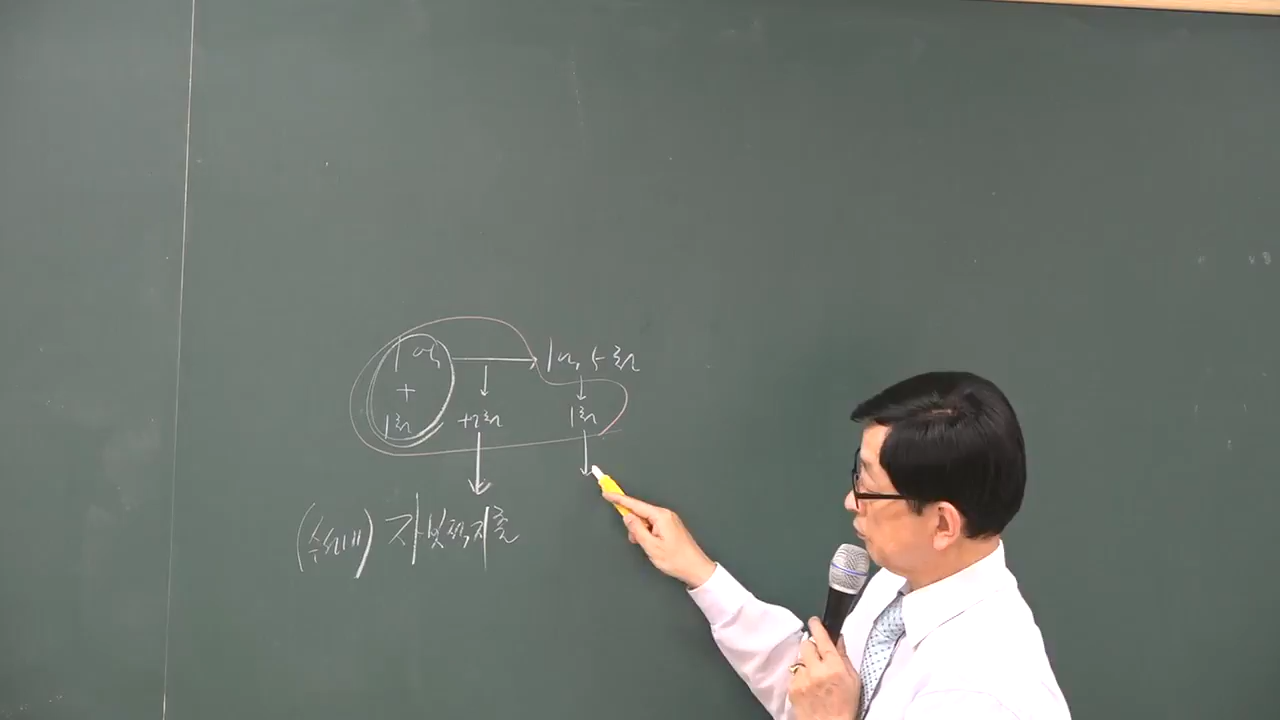 1억 1억 5천
+
1천 +2천 1천
자본적지출